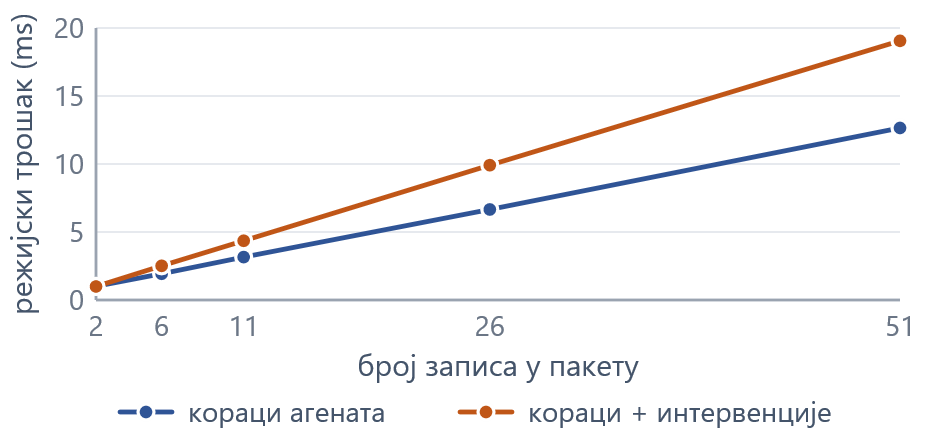 режијски трошак (ms)
20
15
10
5
0
2 6 11 26 51
број записа у пакету
кораци агената кораци + интервенције